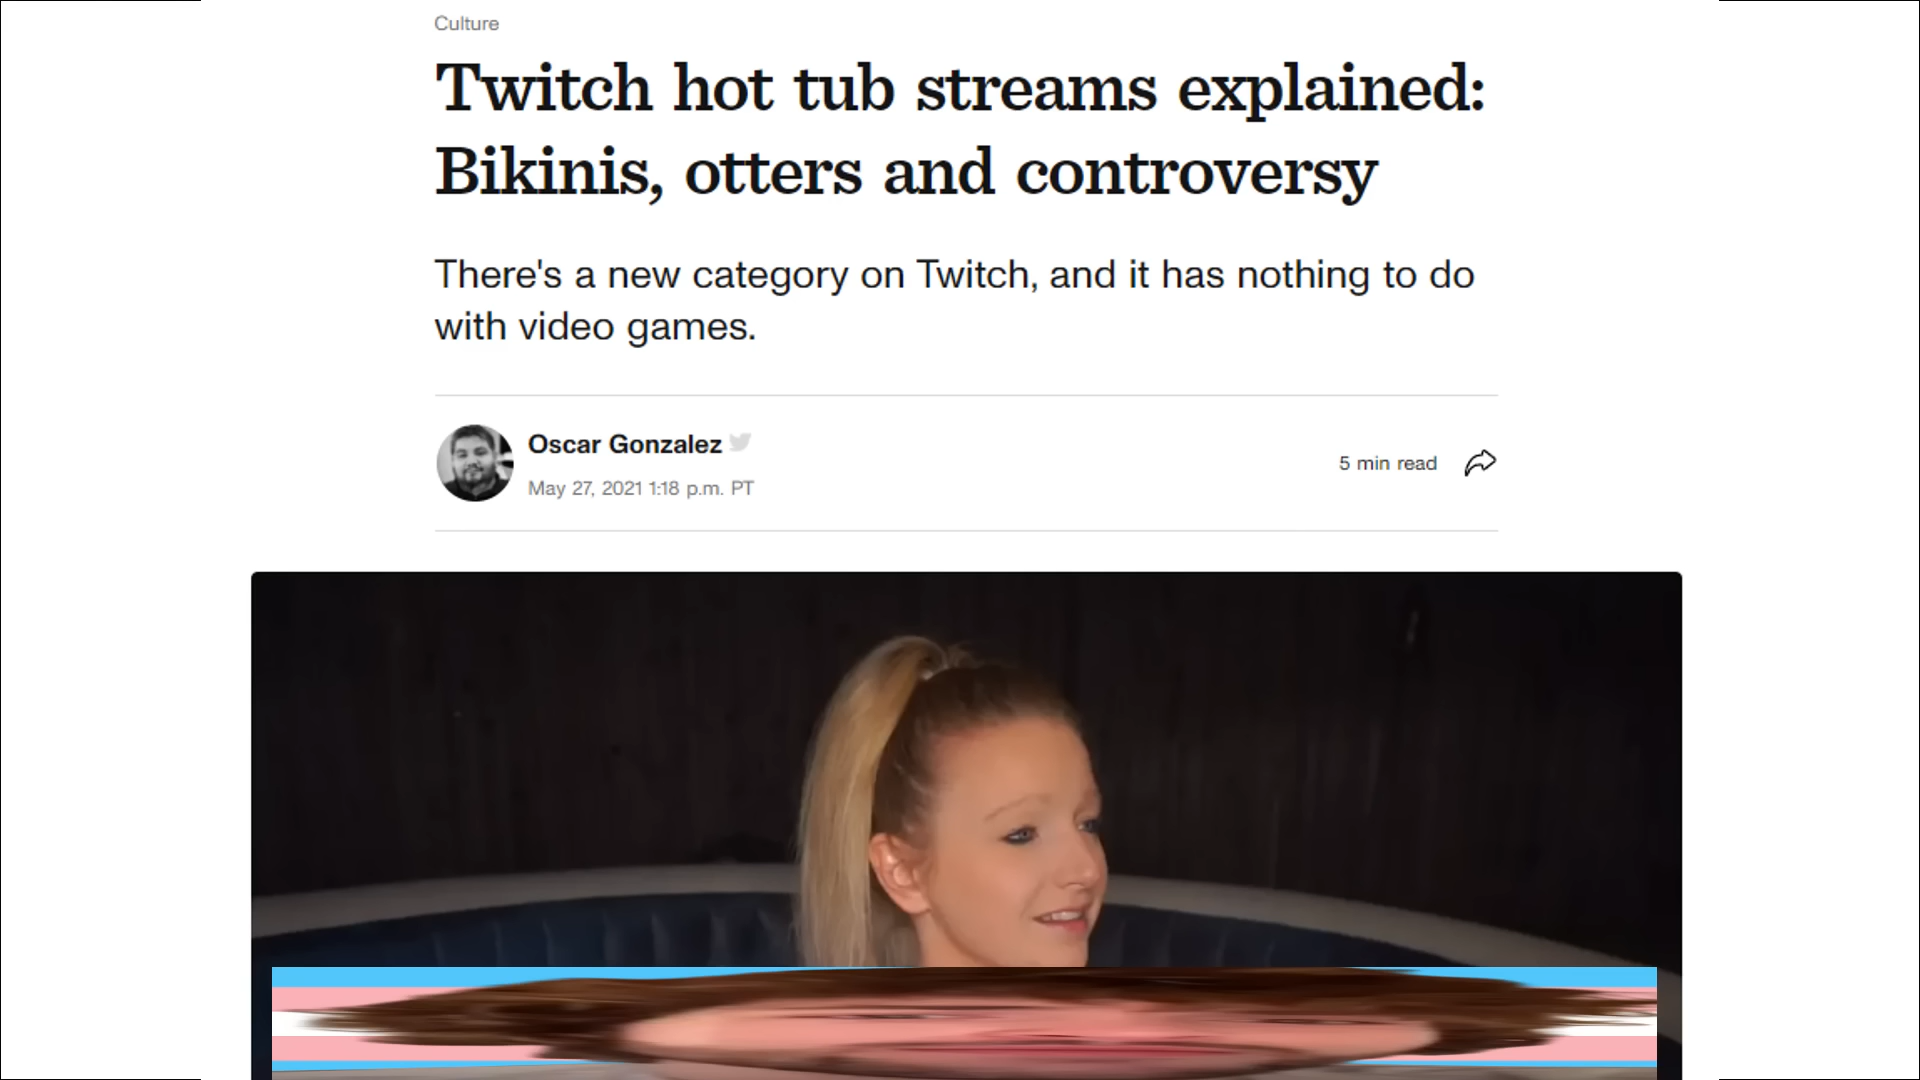 Culture
Twitch hot tub streams explained:
Bikinis, otters and controversy
There's a new category on Twitch, and it has nothing to do
with video games.
Oscar Gonzalez
May 27, 2021 1:18 p.m. PT
5 min read